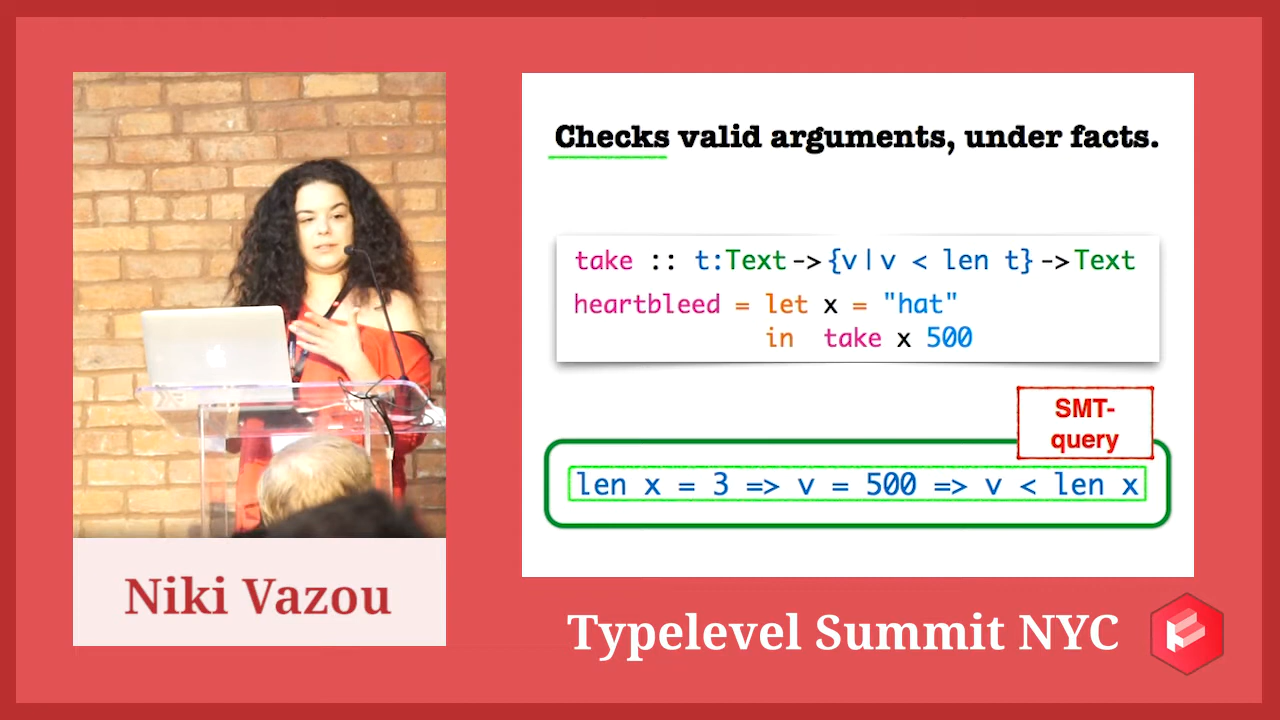 Checks valid arguments, under facts.
take :: t:Text->{v|v < len t}->Text
heartbleed = let x = "hat"
in take x 500
SMT-
query
len x = 3 => v = 500 => v < len x
Niki Vazou
Typelevel Summit NYC